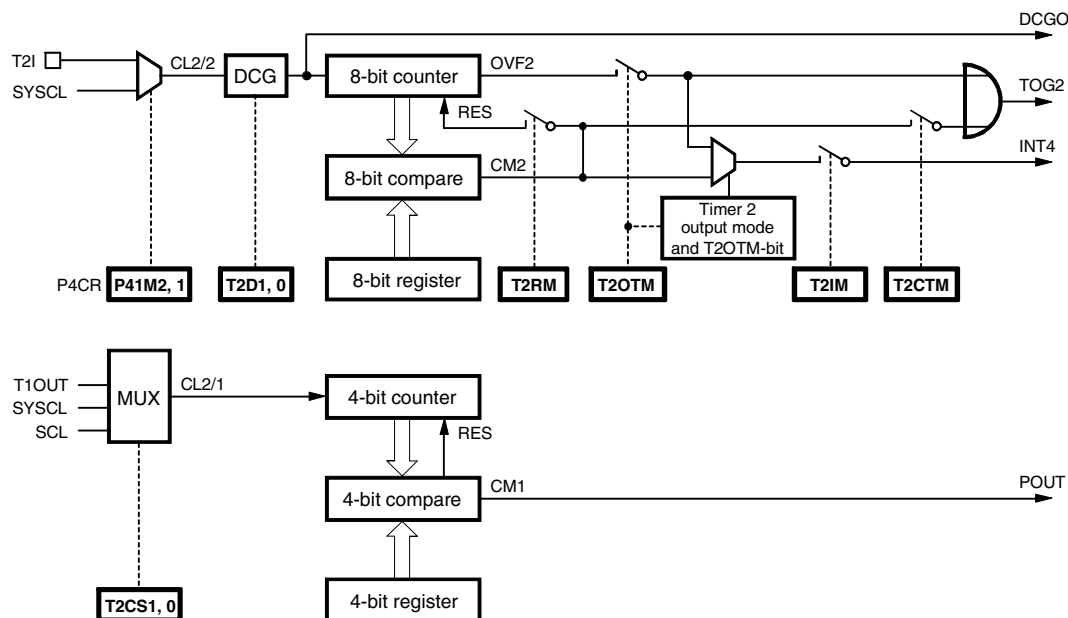 DCGO
T2I
CL2/2
DCG
8-bit counter
OVF2
TOG2
SYSCL
RES
INT4
8-bit compare
CM2
Timer 2
output mode
and T2OTM-bit
P4CR
P41M2, 1
T2D1, 0
8-bit register
T2RM
T2OTM
T2IM
T2CTM
T1OUT
SYSCL
SCL
MUX
CL2/1
4-bit counter
RES
4-bit compare
CM1
POUT
T2CS1, 0
4-bit register